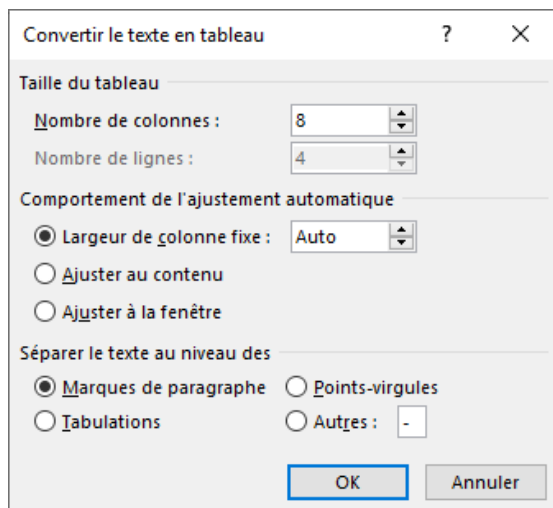 Convertir le texte en tableau ? ×
Taille du tableau
Nombre de colonnes : 8
Nombre de lignes : 4
Comportement de l'ajustement automatique
Largeur de colonne fixe : Auto
Ajuster au contenu
Ajuster à la fenêtre
Séparer le texte au niveau des
Marques de paragraphe Points-virgules
Tabulations Autres : -
OK Annuler